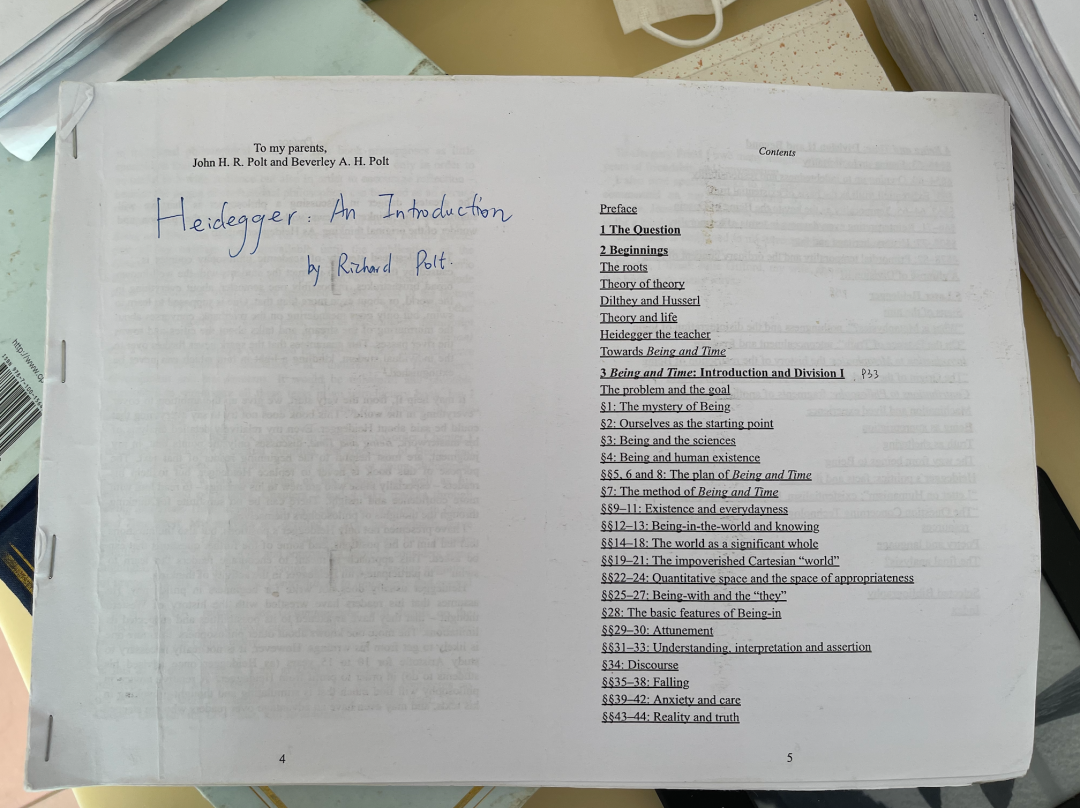 To my parents,
John H. R. Polt and Beverley A. H. Polt
Heidegger: An Introduction
by Richard Polt.
4
Contents
Preface
1 The Question
2 Beginnings
The roots
Theory of theory
Dilthey and Husserl
Theory and life
Heidegger the teacher
Towards Being and Time
3 Being and Time: Introduction and Division I P33
The problem and the goal
§1: The mystery of Being
§2: Ourselves as the starting point
§3: Being and the sciences
§4: Being and human existence
§§5, 6 and 8: The plan of Being and Time
§7: The method of Being and Time
§§9–11: Existence and everydayness
§§12–13: Being-in-the-world and knowing
§§14–18: The world as a significant whole
§§19–21: The impoverished Cartesian “world”
§§22–24: Quantitative space and the space of appropriateness
§§25–27: Being-with and the “they”
§28: The basic features of Being-in
§§29–30: Attunement
§§31–33: Understanding, interpretation and assertion
§34: Discourse
§§35–38: Falling
§§39–42: Anxiety and care
§§43–44: Reality and truth
5